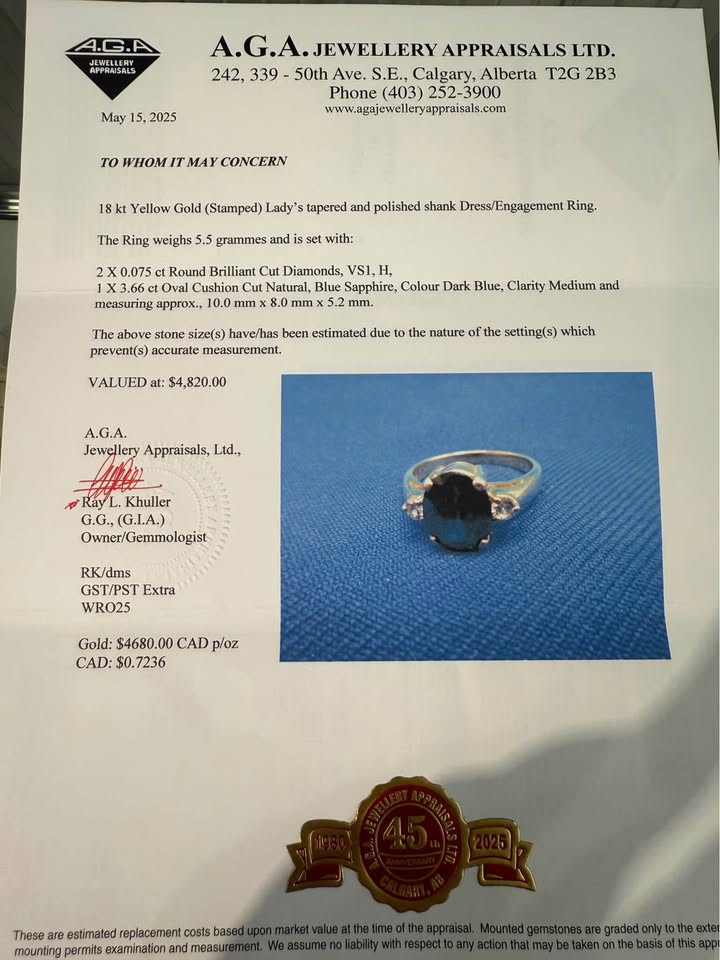 A.G.A
JEWELLERY
APPRAISALS
A.G.A. JEWELLERY APPRAISALS LTD.
242, 339 - 50th Ave. S.E., Calgary, Alberta T2G 2B3
Phone (403) 252-3900
www.agajewelleryappraisals.com
May 15, 2025
TO WHOM IT MAY CONCERN
18 kt Yellow Gold (Stamped) Lady's tapered and polished shank Dress/Engagement Ring.
The Ring weighs 5.5 grammes and is set with:
2 X 0.075 ct Round Brilliant Cut Diamonds, VS1, H,
1 X 3.66 ct Oval Cushion Cut Natural, Blue Sapphire, Colour Dark Blue, Clarity Medium and
measuring approx., 10.0 mm x 8.0 mm x 5.2 mm.
The above stone size(s) have/has been estimated due to the nature of the setting(s) which
prevent(s) accurate measurement.
VALUED at: $4,820.00
A.G.A.
Jewellery Appraisals, Ltd.,
Ray L. Khuller
G.G., (G.I.A.)
Owner/Gemmologist
RK/dms
GST/PST Extra
WRO25
Gold: $4680.00 CAD p/oz
CAD: $0.7236
A.G.A. JEWELLERY APPRAISALS LTD.
1980
45th
2025
ANNIVERSARY
CALGARY, AB
These are estimated replacement costs based upon market value at the time of the appraisal. Mounted gemstones are graded only to the
mounting permits examination and measurement. We assume no liability with respect to any action that may be taken on the basis of this